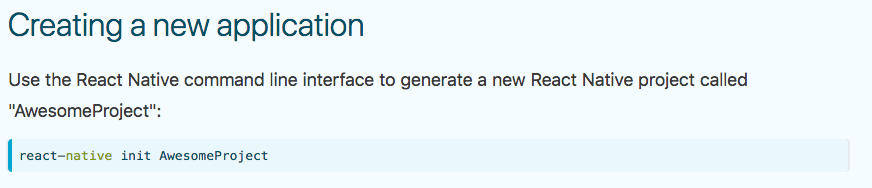 Creating a new application
Use the React Native command line interface to generate a new React Native project called
"AwesomeProject":
react-native init AwesomeProject